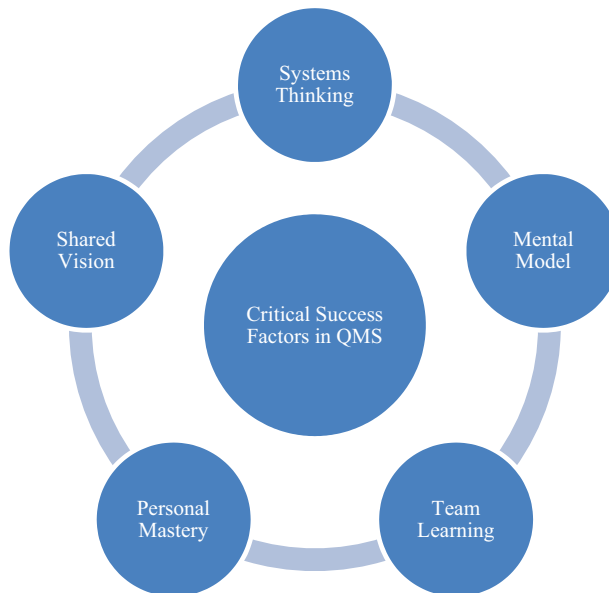 Systems
Thinking
Shared
Vision
Mental
Model
Critical Success
Factors in QMS
Personal
Mastery
Team
Learning